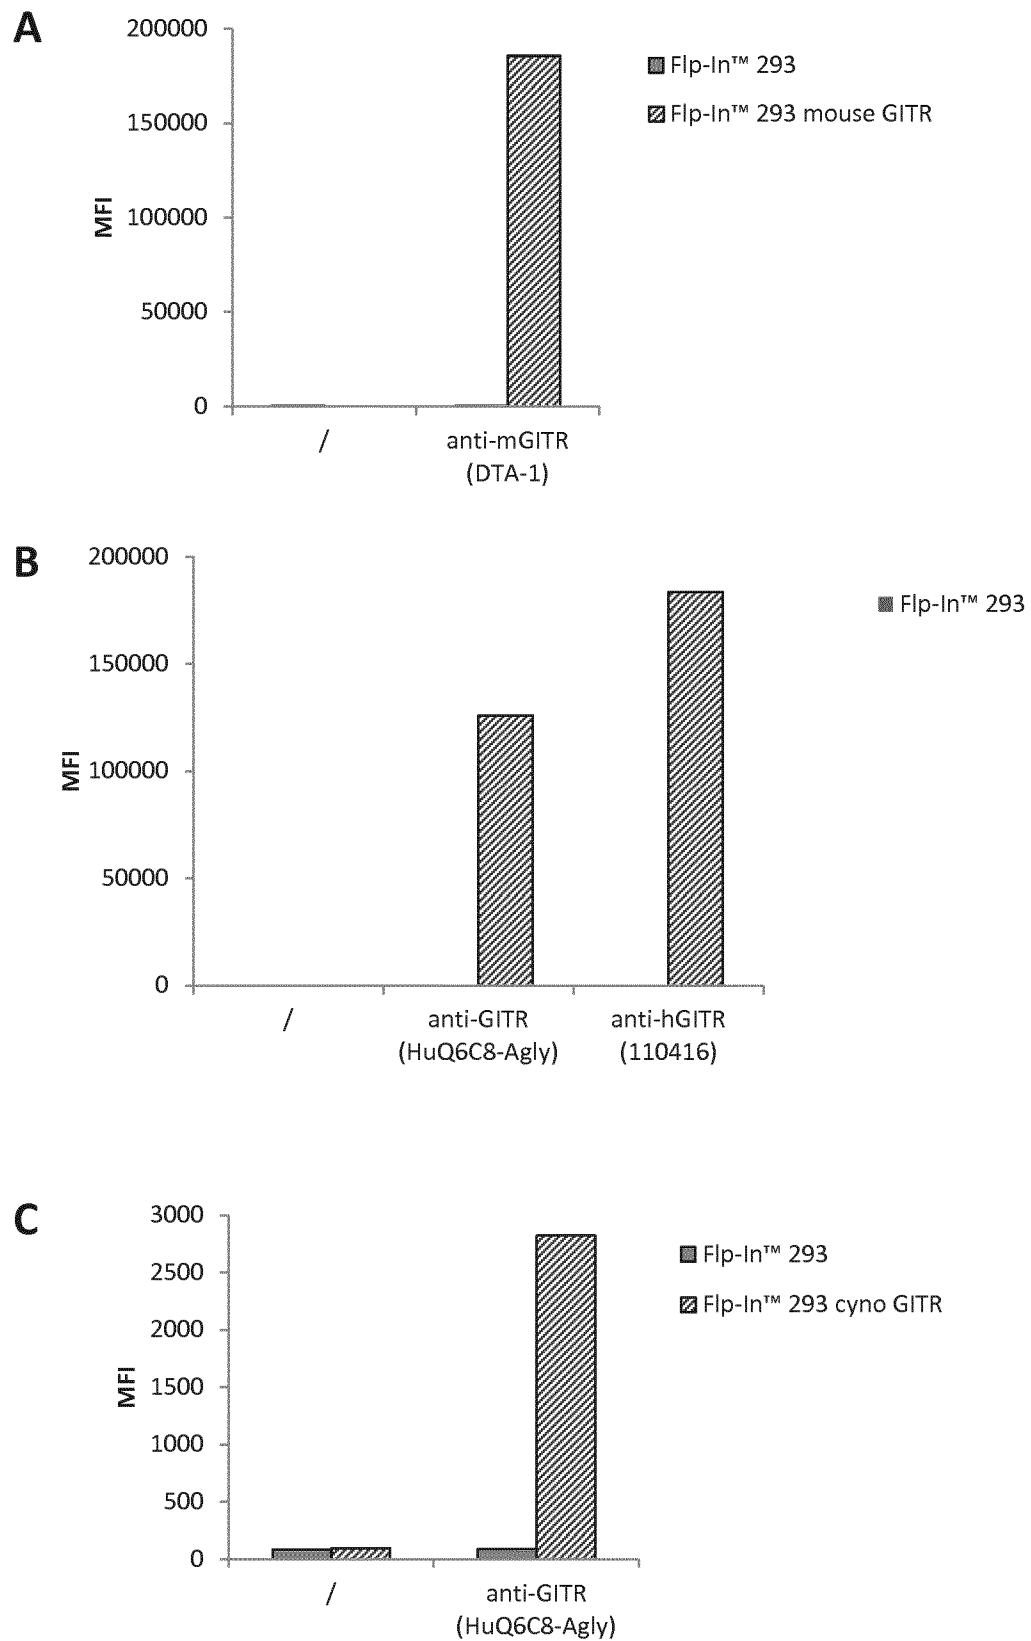 A
200000
150000
100000
50000
0
MFI
/
anti-mGITR
(DTA-1)
Flp-In™ 293
Flp-In™ 293 mouse GITR
B
200000
150000
100000
50000
0
MFI
/
anti-GITR
(HuQ6C8-Agly)
anti-hGITR
(110416)
Flp-In™ 293
C
3000
2500
2000
1500
1000
500
0
MFI
/
anti-GITR
(HuQ6C8-Agly)
Flp-In™ 293
Flp-In™ 293 cyno GITR